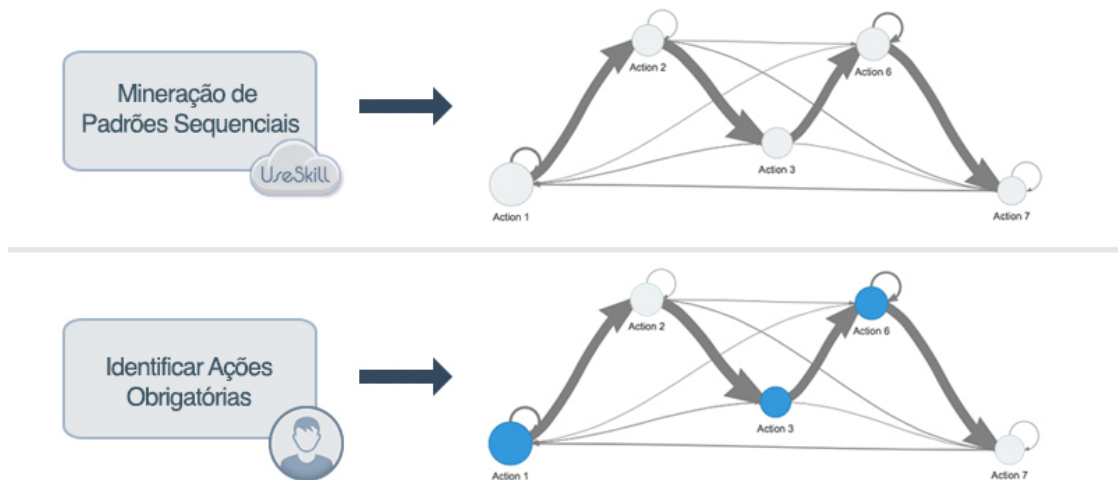 Mineração de
Padrões Sequenciais
UseSkill
Action 2
Action 6
Action 3
Action 1
Action 7
Identificar Ações
Obrigatórias
Action 2
Action 6
Action 3
Action 1
Action 7